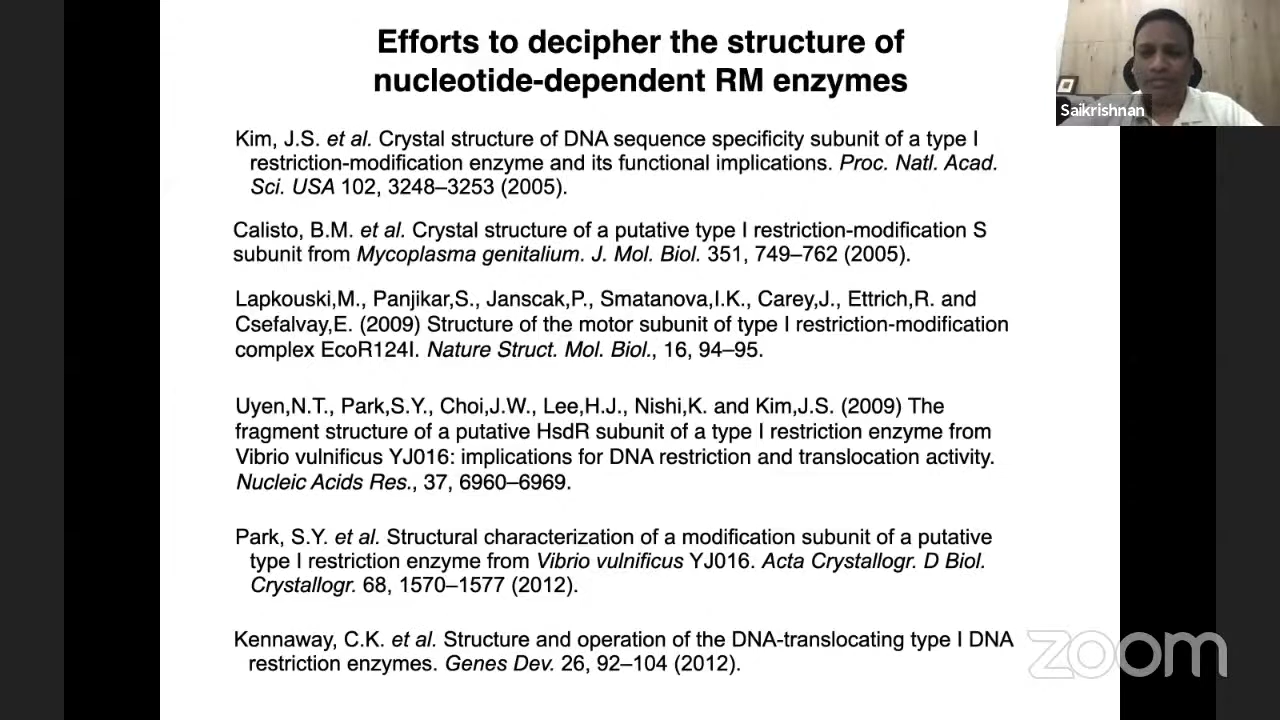 Efforts to decipher the structure of
nucleotide-dependent RM enzymes
Saikrishnan
Kim, J.S. et al. Crystal structure of DNA sequence specificity subunit of a type I
restriction-modification enzyme and its functional implications. Proc. Natl. Acad.
Sci. USA 102, 3248–3253 (2005).
Calisto, B.M. et al. Crystal structure of a putative type I restriction-modification S
subunit from Mycoplasma genitalium. J. Mol. Biol. 351, 749–762 (2005).
Lapkouski,M., Panjikar,S., Janscak,P., Smatanova,I.K., Carey,J., Ettrich,R. and
Csefalvay,E. (2009) Structure of the motor subunit of type I restriction-modification
complex EcoR124I. Nature Struct. Mol. Biol., 16, 94–95.
Uyen,N.T., Park,S.Y., Choi,J.W., Lee,H.J., Nishi,K. and Kim,J.S. (2009) The
fragment structure of a putative HsdR subunit of a type I restriction enzyme from
Vibrio vulnificus YJ016: implications for DNA restriction and translocation activity.
Nucleic Acids Res., 37, 6960–6969.
Park, S.Y. et al. Structural characterization of a modification subunit of a putative
type I restriction enzyme from Vibrio vulnificus YJ016. Acta Crystallogr. D Biol.
Crystallogr. 68, 1570–1577 (2012).
Kennaway, C.K. et al. Structure and operation of the DNA-translocating type I DNA
restriction enzymes. Genes Dev. 26, 92–104 (2012).
zoom